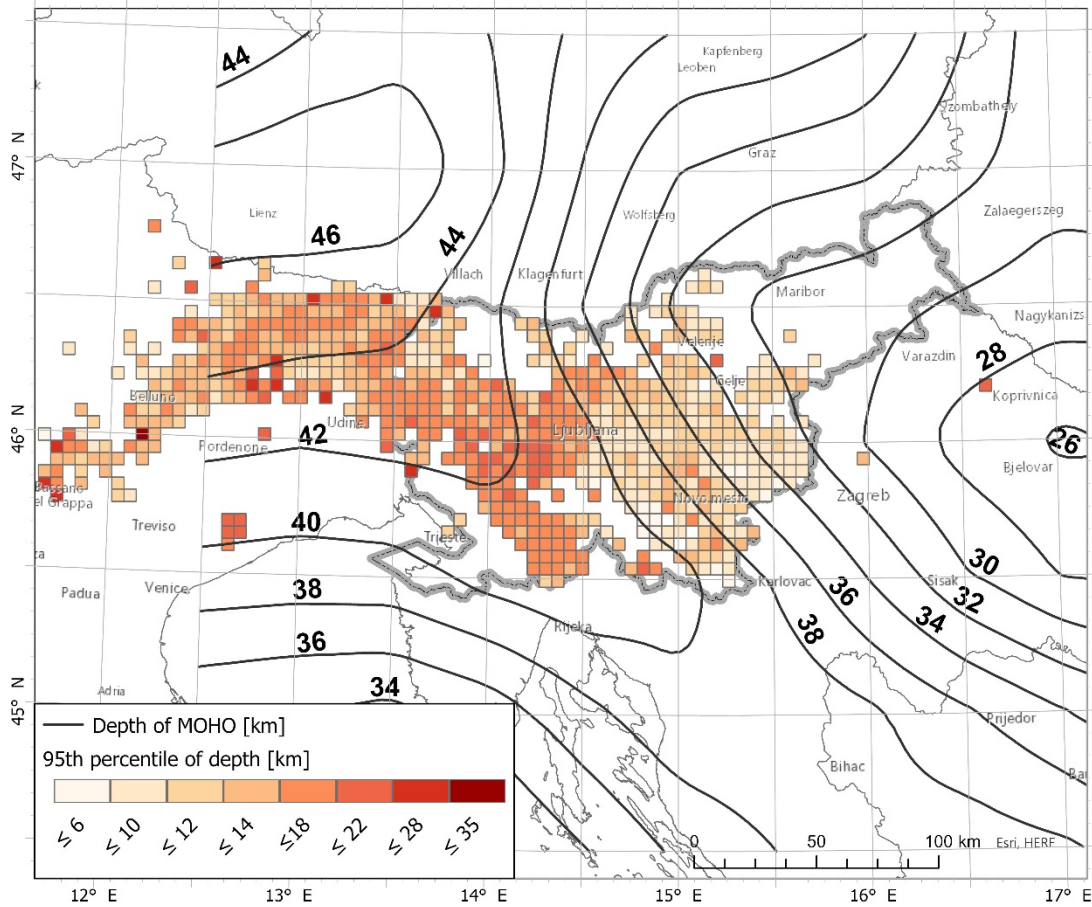 44
Kapfenberg
Leoben
k
Szombathely
47° N
Graz
Lienz
Wolfsberg
Zalaegerszeg
46
44
Villach
Klagenfurt
Maribor
Nagykanizs
Velenje
Varazdin
28
Celje
Koprivnica
Belluno
46° N
Udine
Ljubljana
42
Pordenone
26
Bjelovar
Bassano
el Grappa
Novo mesto
Zagreb
Treviso
40
Trieste
za
30
Padua
Venice
38
Karlovac
36
Sisak
32
34
38
Rijeka
36
34
Adria
45° N
Prijedor
Depth of MOHO [km]
95th percentile of depth [km]
Bihac
Ba
≤ 6
≤ 10
≤ 12
≤ 14
≤18
≤ 22
≤ 28
≤ 35
0
50
100 km
Esri, HERE
12° E
13° E
14° E
15° E
16° E
17° E